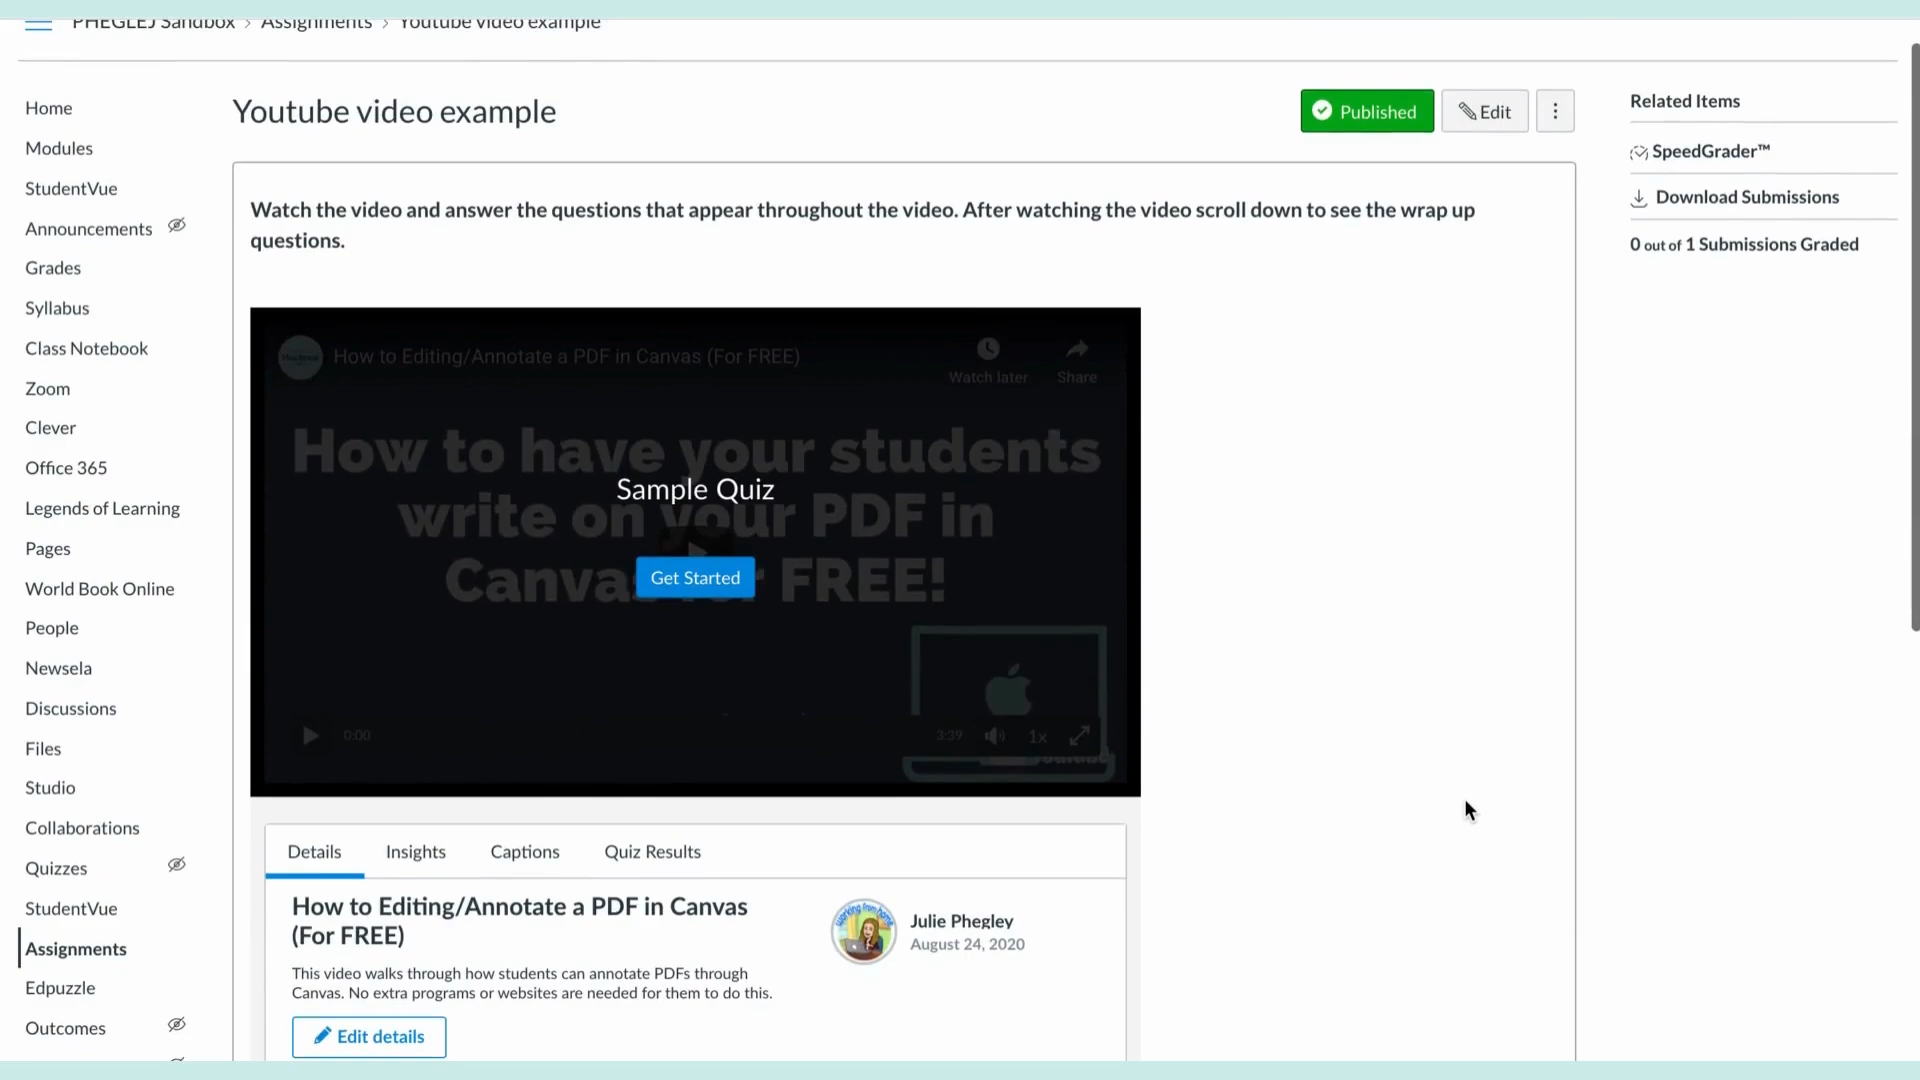 PHEGLEJ Sandbox > Assignments > Youtube video example
Home
Modules
StudentVue
Announcements
Grades
Syllabus
Class Notebook
Zoom
Clever
Office 365
Legends of Learning
Pages
World Book Online
People
Newsela
Discussions
Files
Studio
Collaborations
Quizzes
StudentVue
Assignments
Edpuzzle
Outcomes
Youtube video example
Published
Edit
Watch the video and answer the questions that appear throughout the video. After watching the video scroll down to see the wrap up
questions.
How to Editing/Annotate a PDF in Canvas (For FREE)
Watch later
Share
How to have your students
Sample Quiz
write on your PDF in
Get Started
FREE!
0:00
3:39
1x
Details
Insights
Captions
Quiz Results
How to Editing/Annotate a PDF in Canvas
(For FREE)
Julie Phegley
August 24, 2020
This video walks through how students can annotate PDFs through
Canvas. No extra programs or websites are needed for them to do this.
Edit details
Related Items
SpeedGrader™
Download Submissions
0 out of 1 Submissions Graded